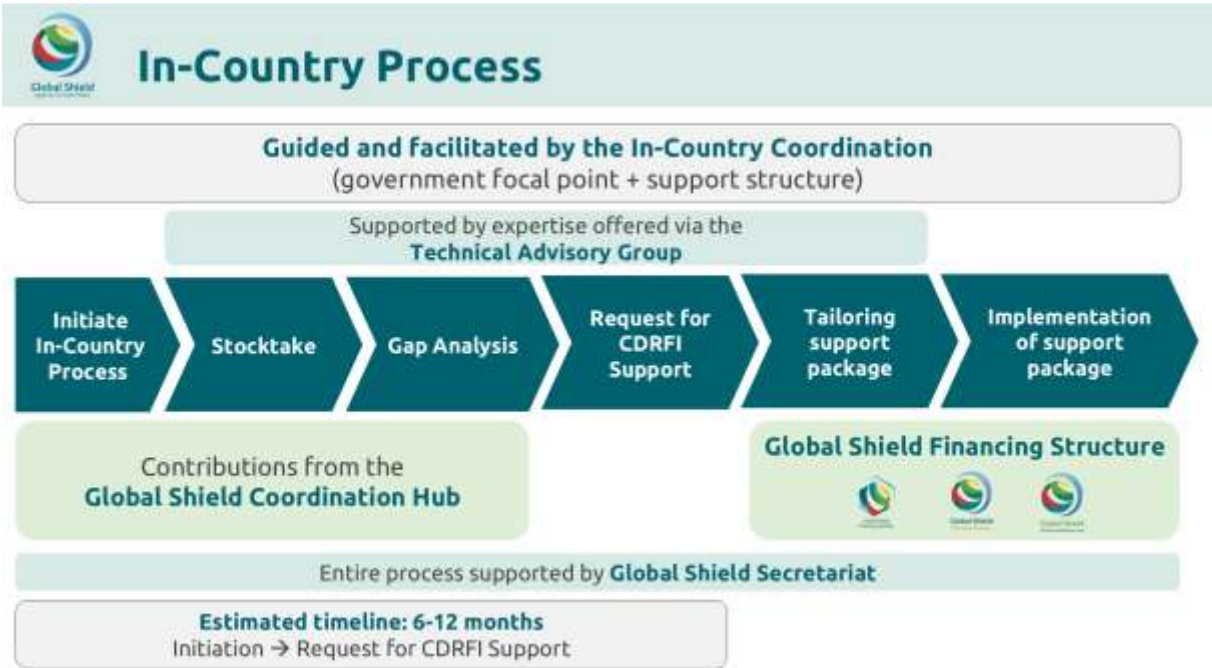 Global Shield
In-Country Process
Guided and facilitated by the In-Country Coordination
(government focal point + support structure)
Supported by expertise offered via the
Technical Advisory Group
Initiate
In-Country
Process
Stocktake
Gap Analysis
Request for
CDRFI
Support
Tailoring
support
package
Implementation
of support
package
Contributions from the
Global Shield Coordination Hub
Global Shield Financing Structure
Global Shield
Entire process supported by Global Shield Secretariat
Estimated timeline: 6-12 months
Initiation → Request for CDRFI Support